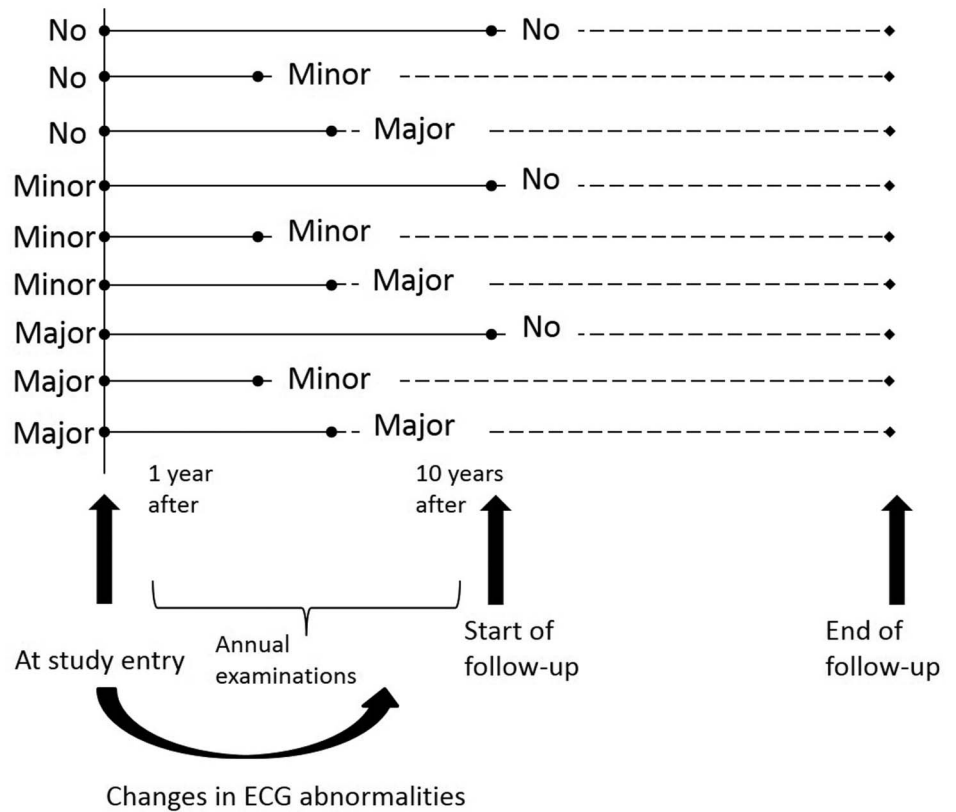 No No
No Minor
No Major
Minor No
Minor Minor
Minor Major
Major No
Major Minor
Major Major
1 year
after
10 years
after
At study entry
Annual
examinations
Start of
follow-up
End of
follow-up
Changes in ECG abnormalities